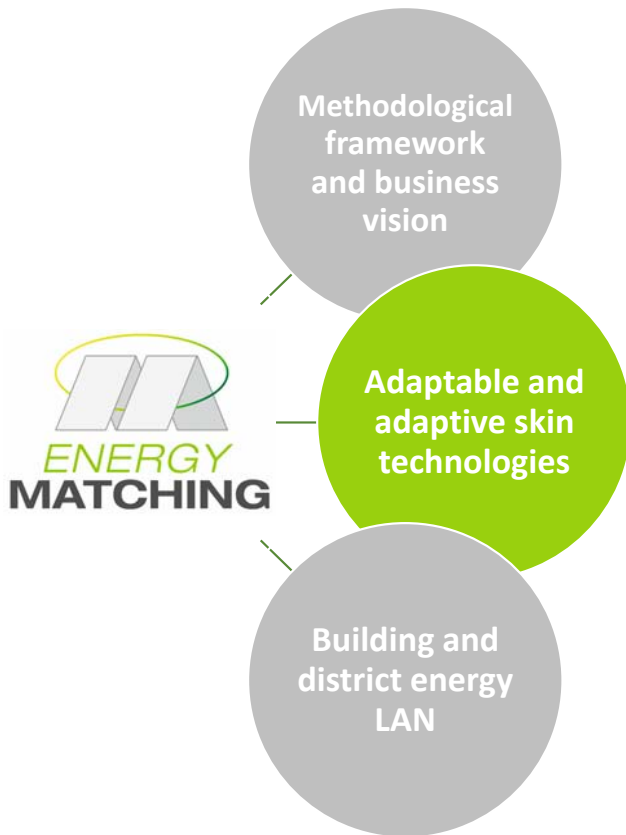 Methodological
framework
and business
vision
Adaptable and
adaptive skin
technologies
ENERGY
MATCHING
Building and
district energy
LAN